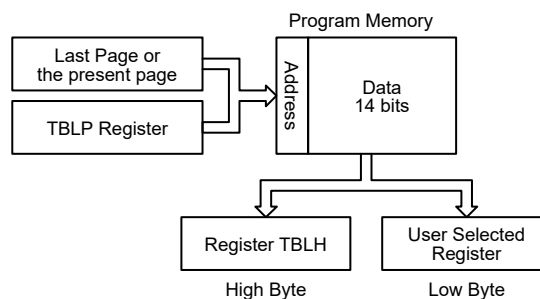 Program Memory
Last Page or
the present page
TBLP Register
Address
Data
14 bits
Register TBLH
User Selected
Register
High Byte
Low Byte